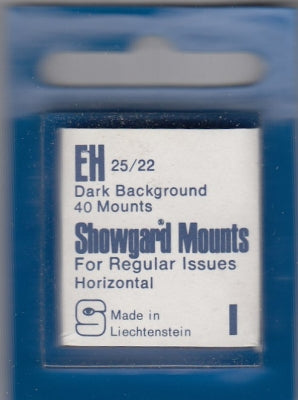 EH 25/22
Dark Background
40 Mounts
Showgard® Mounts
For Regular Issues
Horizontal
S Made in
Liechtenstein
I